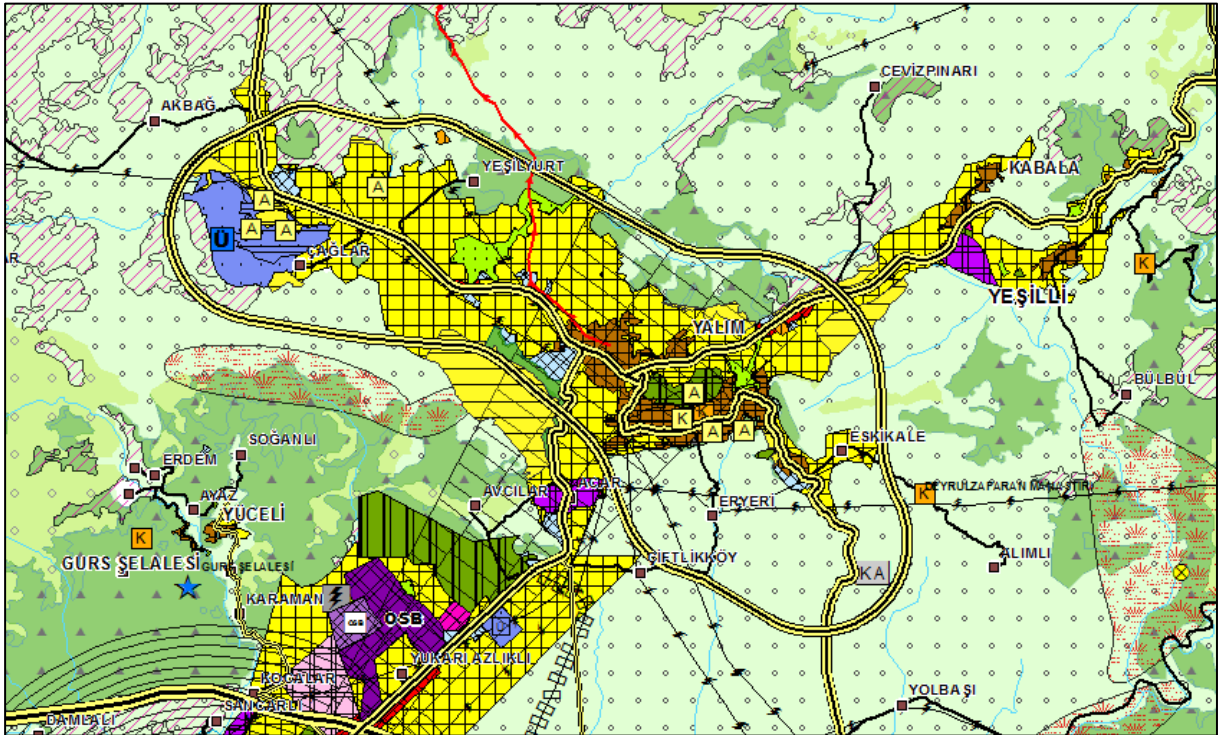 AKBAĞ
CEVİZPINARI
YEŞİLYURT
KABALA
A
A
A
A
Ü
ÇAĞLAR
K
YEŞİLLİ
YALIM
BÜLBÜL
A
K
A
A
SOĞANLI
ERDEM
ESKİKALE
AYAZ
AVCILAR
ACAR
K
DEYRULZAFARAN MANASTIRI
YÜCELİ
ERYERİ
K
GÜRS ŞELALESİ
GÜRS ŞELALESİ
ÇİFTLİKKÖY
ALIMLI
KA
KARAMAN
OSB
OSB
Ü
YUKARI AZIKLI
KOCALAR
SANCARLI
YOLBAŞI
DAMLALI